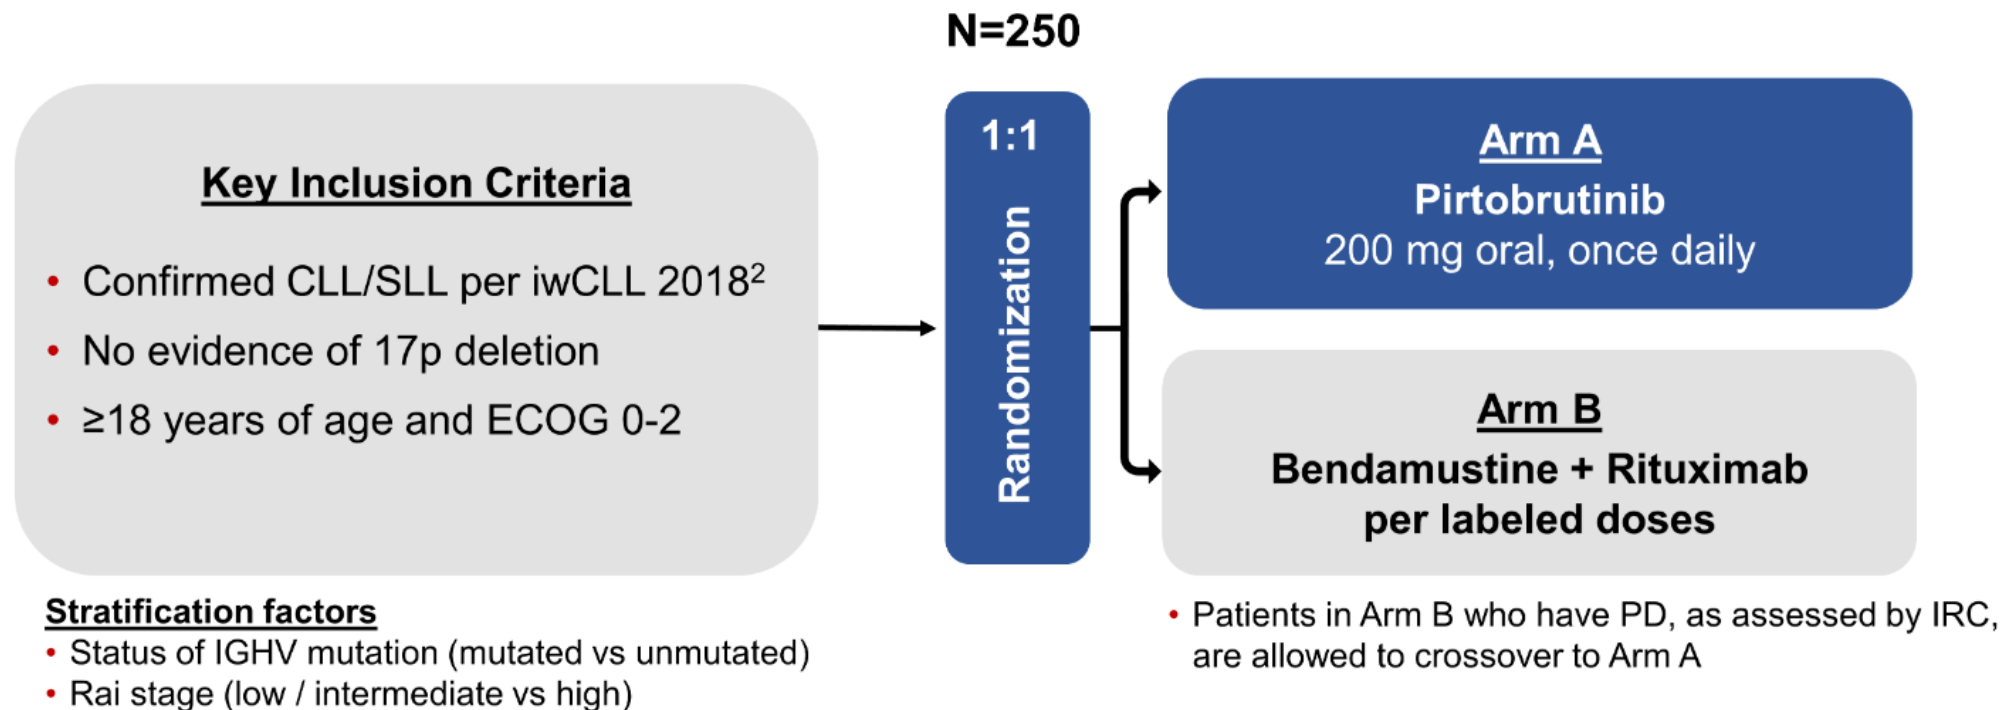 N=250
Key Inclusion Criteria
• Confirmed CLL/SLL per iwCLL 2018²
• No evidence of 17p deletion
• ≥18 years of age and ECOG 0-2
Stratification factors
• Status of IGHV mutation (mutated vs unmutated)
• Rai stage (low / intermediate vs high)
1:1
Randomization
Arm A
Pirtobrutinib
200 mg oral, once daily
Arm B
Bendamustine + Rituximab
per labeled doses
• Patients in Arm B who have PD, as assessed by IRC,
are allowed to crossover to Arm A